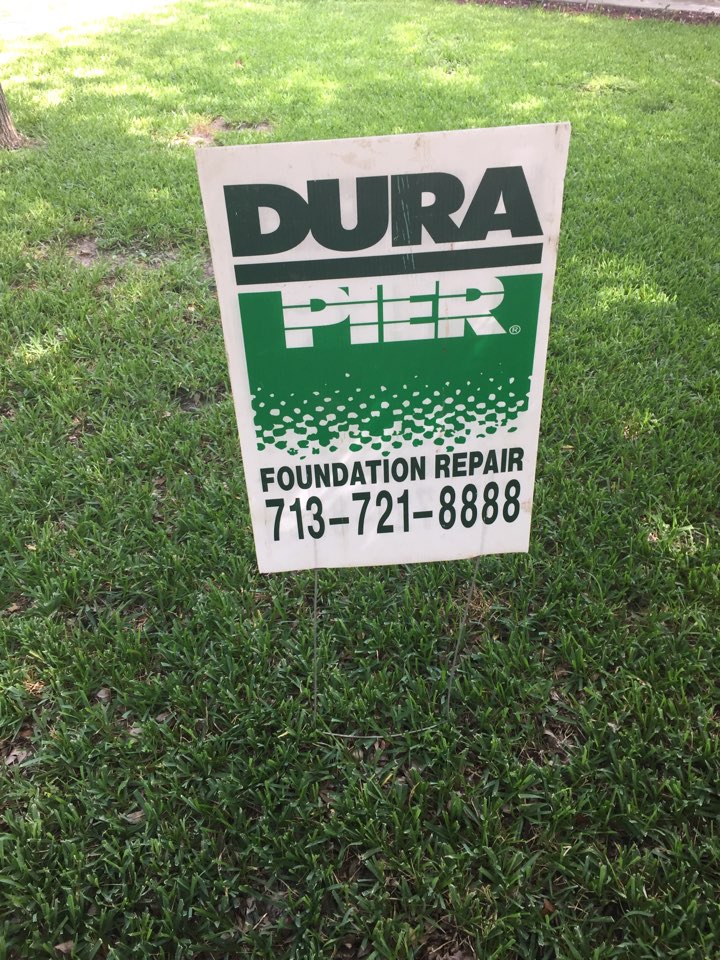 DURA
PIER®
FOUNDATION REPAIR
713-721-8888